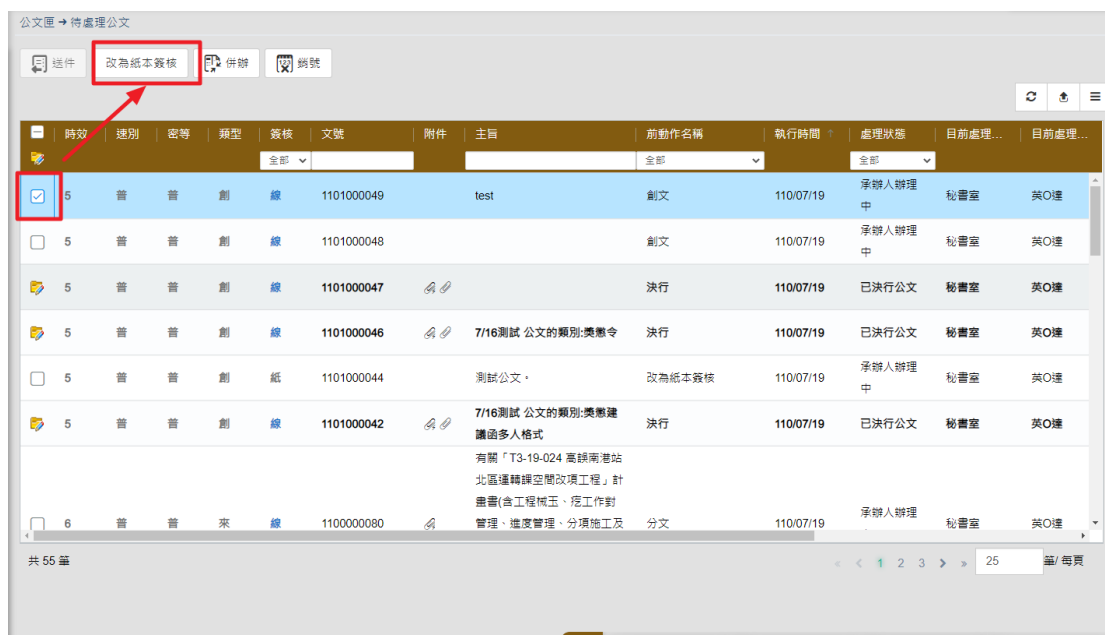 公文匣 ➔ 待處理公文
送件 改為紙本簽核 併辦 銷號
時效 速別 密等 類型 簽核 文號 附件 主旨 前動作名稱 執行時間 ↑ 處理狀態 目前處理... 目前處理...
全部 全部 全部
5 普 普 創 線 1101000049 test 創文 110/07/19 承辦人辦理中 秘書室 英O達
5 普 普 創 線 1101000048 創文 110/07/19 承辦人辦理中 秘書室 英O達
5 普 普 創 線 1101000047 決行 110/07/19 已決行公文 秘書室 英O達
5 普 普 創 線 1101000046 7/16測試 公文的類別:獎懲令 決行 110/07/19 已決行公文 秘書室 英O達
5 普 普 創 紙 1101000044 測試公文。 改為紙本簽核 110/07/19 承辦人辦理中 秘書室 英O達
5 普 普 創 線 1101000042 7/16測試 公文的類別:獎懲建議函多人格式 決行 110/07/19 已決行公文 秘書室 英O達
有關「T3-19-024 高鐵南港站
北區運轉課空間改項工程」計
畫書(含工程
管理、進度管理、分項施工及
6 普 普 來 線 1100000080 分文 110/07/19 承辦人辦理 秘書室 英O達
共 55 筆 « ‹ 1 2 3 › » 25 筆/ 每頁